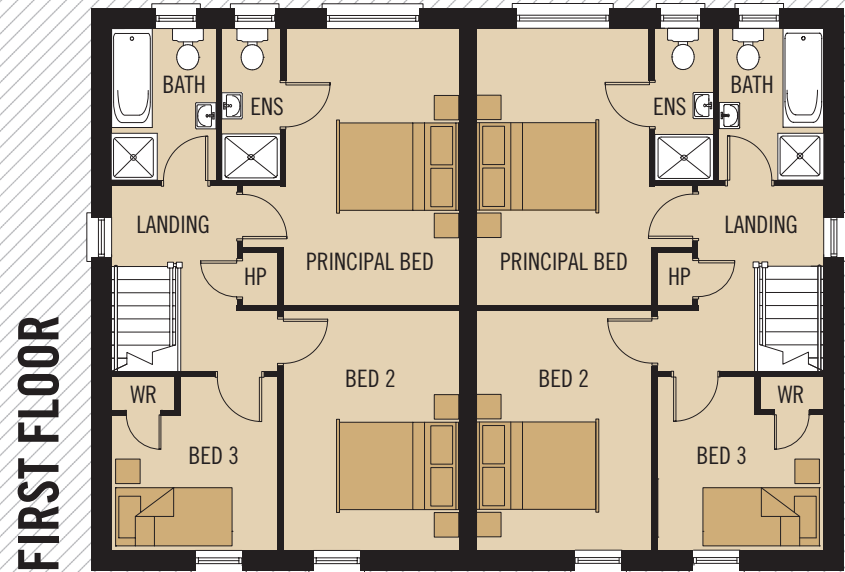 FIRST FLOOR
BATH
ENS
ENS
BATH
LANDING
LANDING
PRINCIPAL BED
PRINCIPAL BED
HP
HP
BED 2
BED 2
WR
WR
BED 3
BED 3